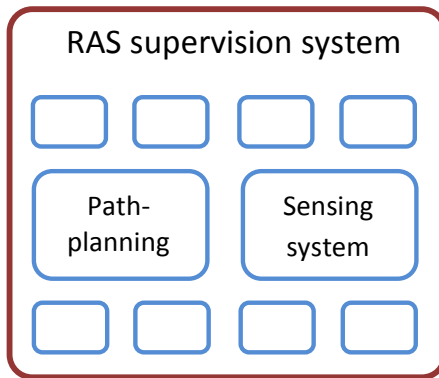 RAS supervision system
Path-
planning
Sensing
system